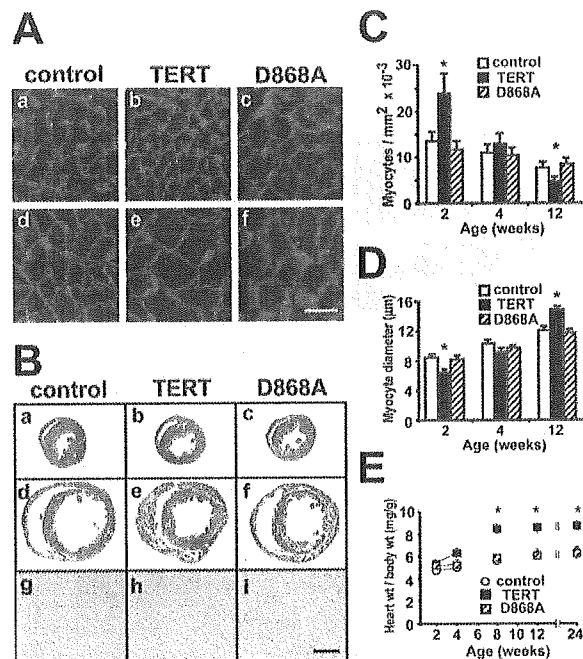 A
control TERT D868A
a b c
d e f
B
control TERT D868A
a b c
d e f
g h i
C
Myocytes / mm² x 10⁻³
30
20
10
0
control
TERT
D868A
*
*
2 4 12
Age (weeks)
D
Myocyte diameter (µm)
16
12
8
4
0
control
TERT
D868A
*
*
2 4 12
Age (weeks)
E
Heart wt / body wt (mg/g)
10
8
6
4
2
0
* * *
control
TERT
D868A
2 4 8 10 12 24
Age (weeks)